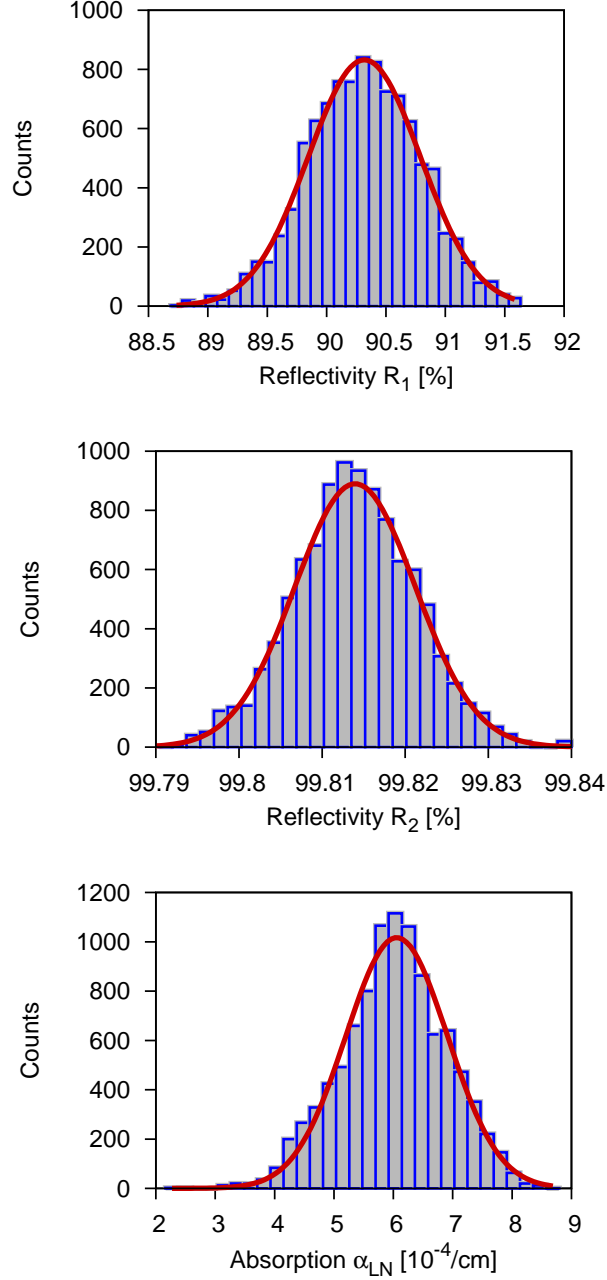 1000
800
600
400
200
0
Counts
88.5 89 89.5 90 90.5 91 91.5 92
Reflectivity R1 [%]
1000
800
600
400
200
0
Counts
99.79 99.8 99.81 99.82 99.83 99.84
Reflectivity R2 [%]
1200
1000
800
600
400
200
0
Counts
2 3 4 5 6 7 8 9
Absorption αLN [10-4/cm]